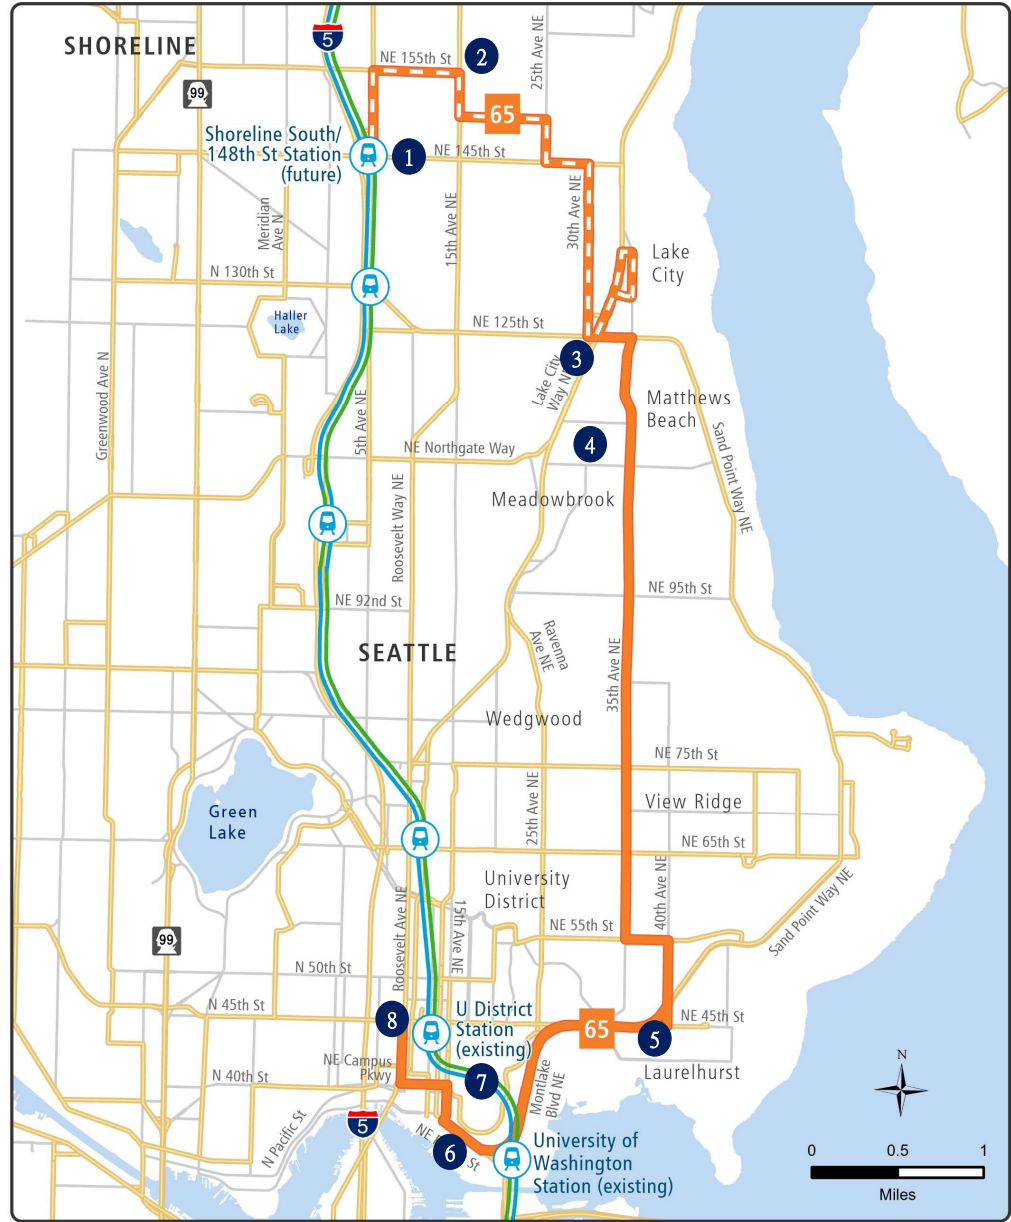 SHORELINE
5
NE 155th St
2
25th Ave NE
99
65
Shoreline South/
148th St Station
(future)
1
NE 145th St
Meridian
Ave N
15th Ave NE
30th Ave NE
Lake
City
N 130th St
Haller
Lake
NE 125th St
3
Lake City
Way NE
Greenwood Ave N
5th Ave NE
Matthews
Beach
4
NE Northgate Way
Sand Point Way NE
Roosevelt Way NE
Meadowbrook
NE 92nd St
NE 95th St
Ravenna
Ave NE
SEATTLE
35th Ave NE
Wedgwood
NE 75th St
View Ridge
25th Ave NE
Green
Lake
NE 65th St
40th Ave NE
University
District
Roosevelt Ave NE
15th Ave NE
Sand Point Way NE
NE 55th St
99
N 50th St
N 45th St
8
U District
Station
(existing)
65
NE 45th St
5
Laurelhurst
NE Campus
Pkwy
7
Montlake
Blvd NE
N 40th St
N
N Pacific St
5
NE
St
6
University of
Washington
Station (existing)
0 0.5 1
Miles